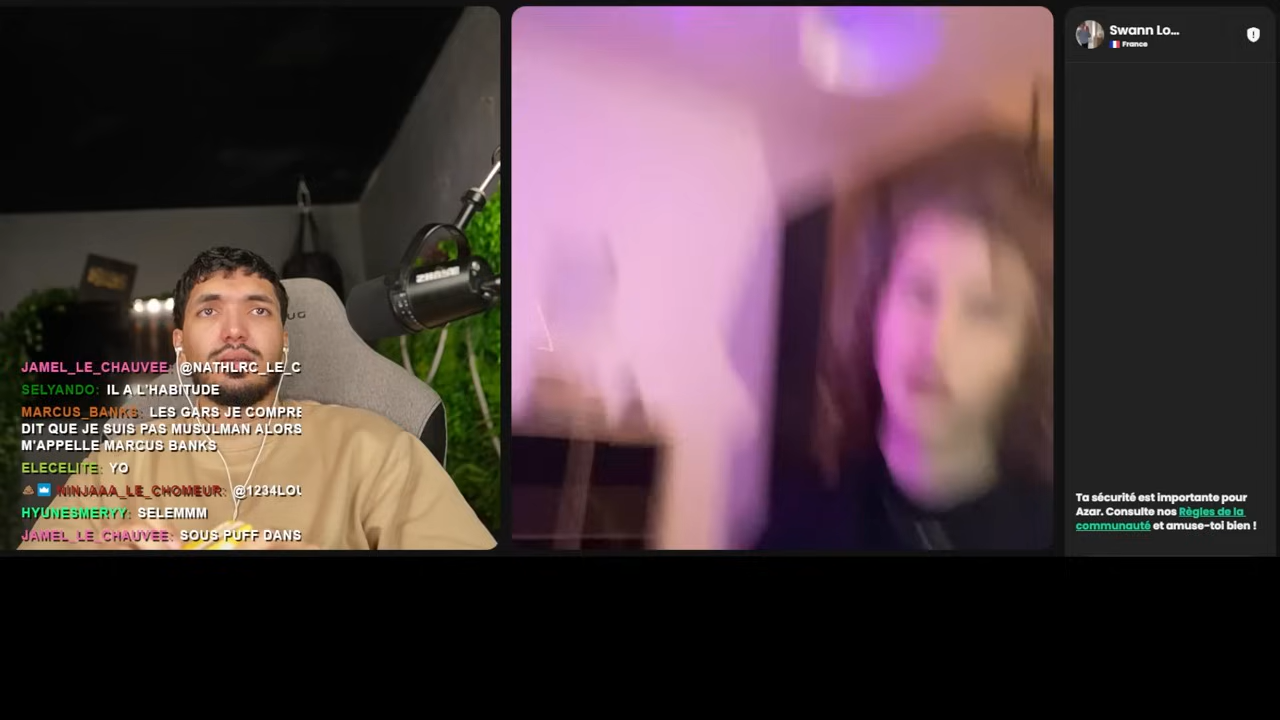 JAMEL_LE_CHAUVEE: @NATHLRC_LE_C
SELYANDO: IL A L'HABITUDE
MARCUS_BANKS: LES GARS JE COMPRE
DIT QUE JE SUIS PAS MUSULMAN ALORS
M'APPELLE MARCUS BANKS
ELECELITE: YO
NINJAAA_LE_CHOMEUR: @1234LOU
HYUNESMERYY: SELEMMM
JAMEL_LE_CHAUVEE: SOUS PUFF DANS
Swann Lo...
France
Ta sécurité est importante pour
Azar. Consulte nos Règles de la
communauté et amuse-toi bien !